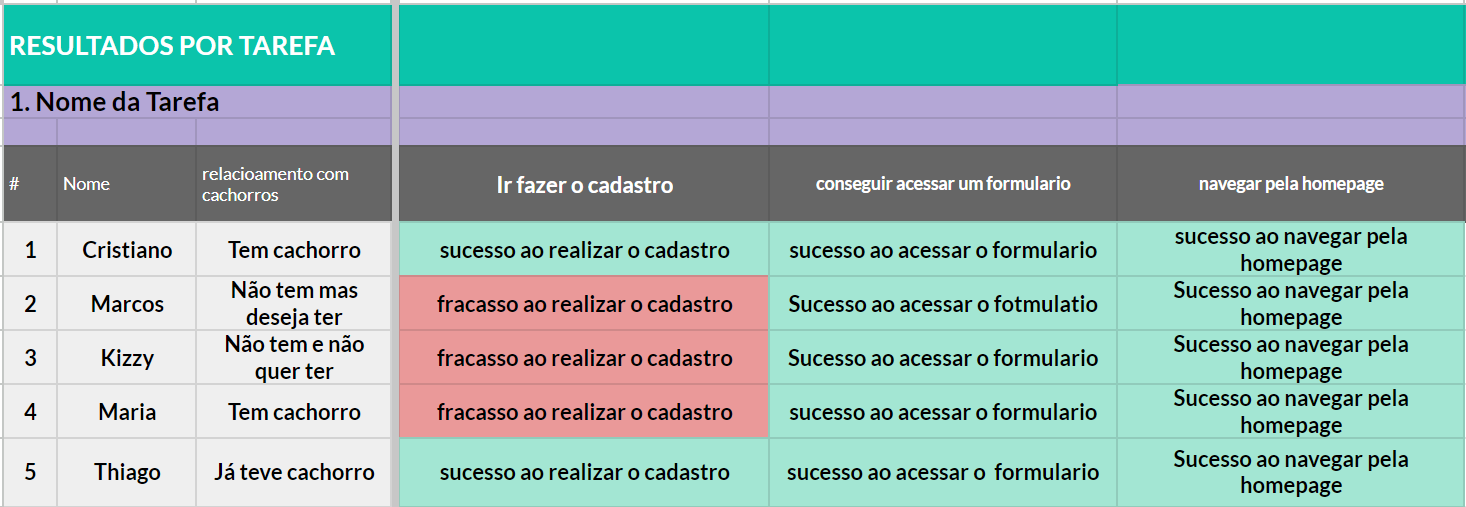 RESULTADOS POR TAREFA
1. Nome da Tarefa
# Nome relacioamento com cachorros Ir fazer o cadastro conseguir acessar um formulario navegar pela homepage
1 Cristiano Tem cachorro sucesso ao realizar o cadastro sucesso ao acessar o formulario sucesso ao navegar pela homepage
2 Marcos Não tem mas deseja ter fracasso ao realizar o cadastro Sucesso ao acessar o fotmulatio Sucesso ao navegar pela homepage
3 Kizzy Não tem e não quer ter fracasso ao realizar o cadastro Sucesso ao acessar o formulario Sucesso ao navegar pela homepage
4 Maria Tem cachorro fracasso ao realizar o cadastro sucesso ao acessar o formulario Sucesso ao navegar pela homepage
5 Thiago Já teve cachorro sucesso ao realizar o cadastro sucesso ao acessar o formulario Sucesso ao navegar pela homepage